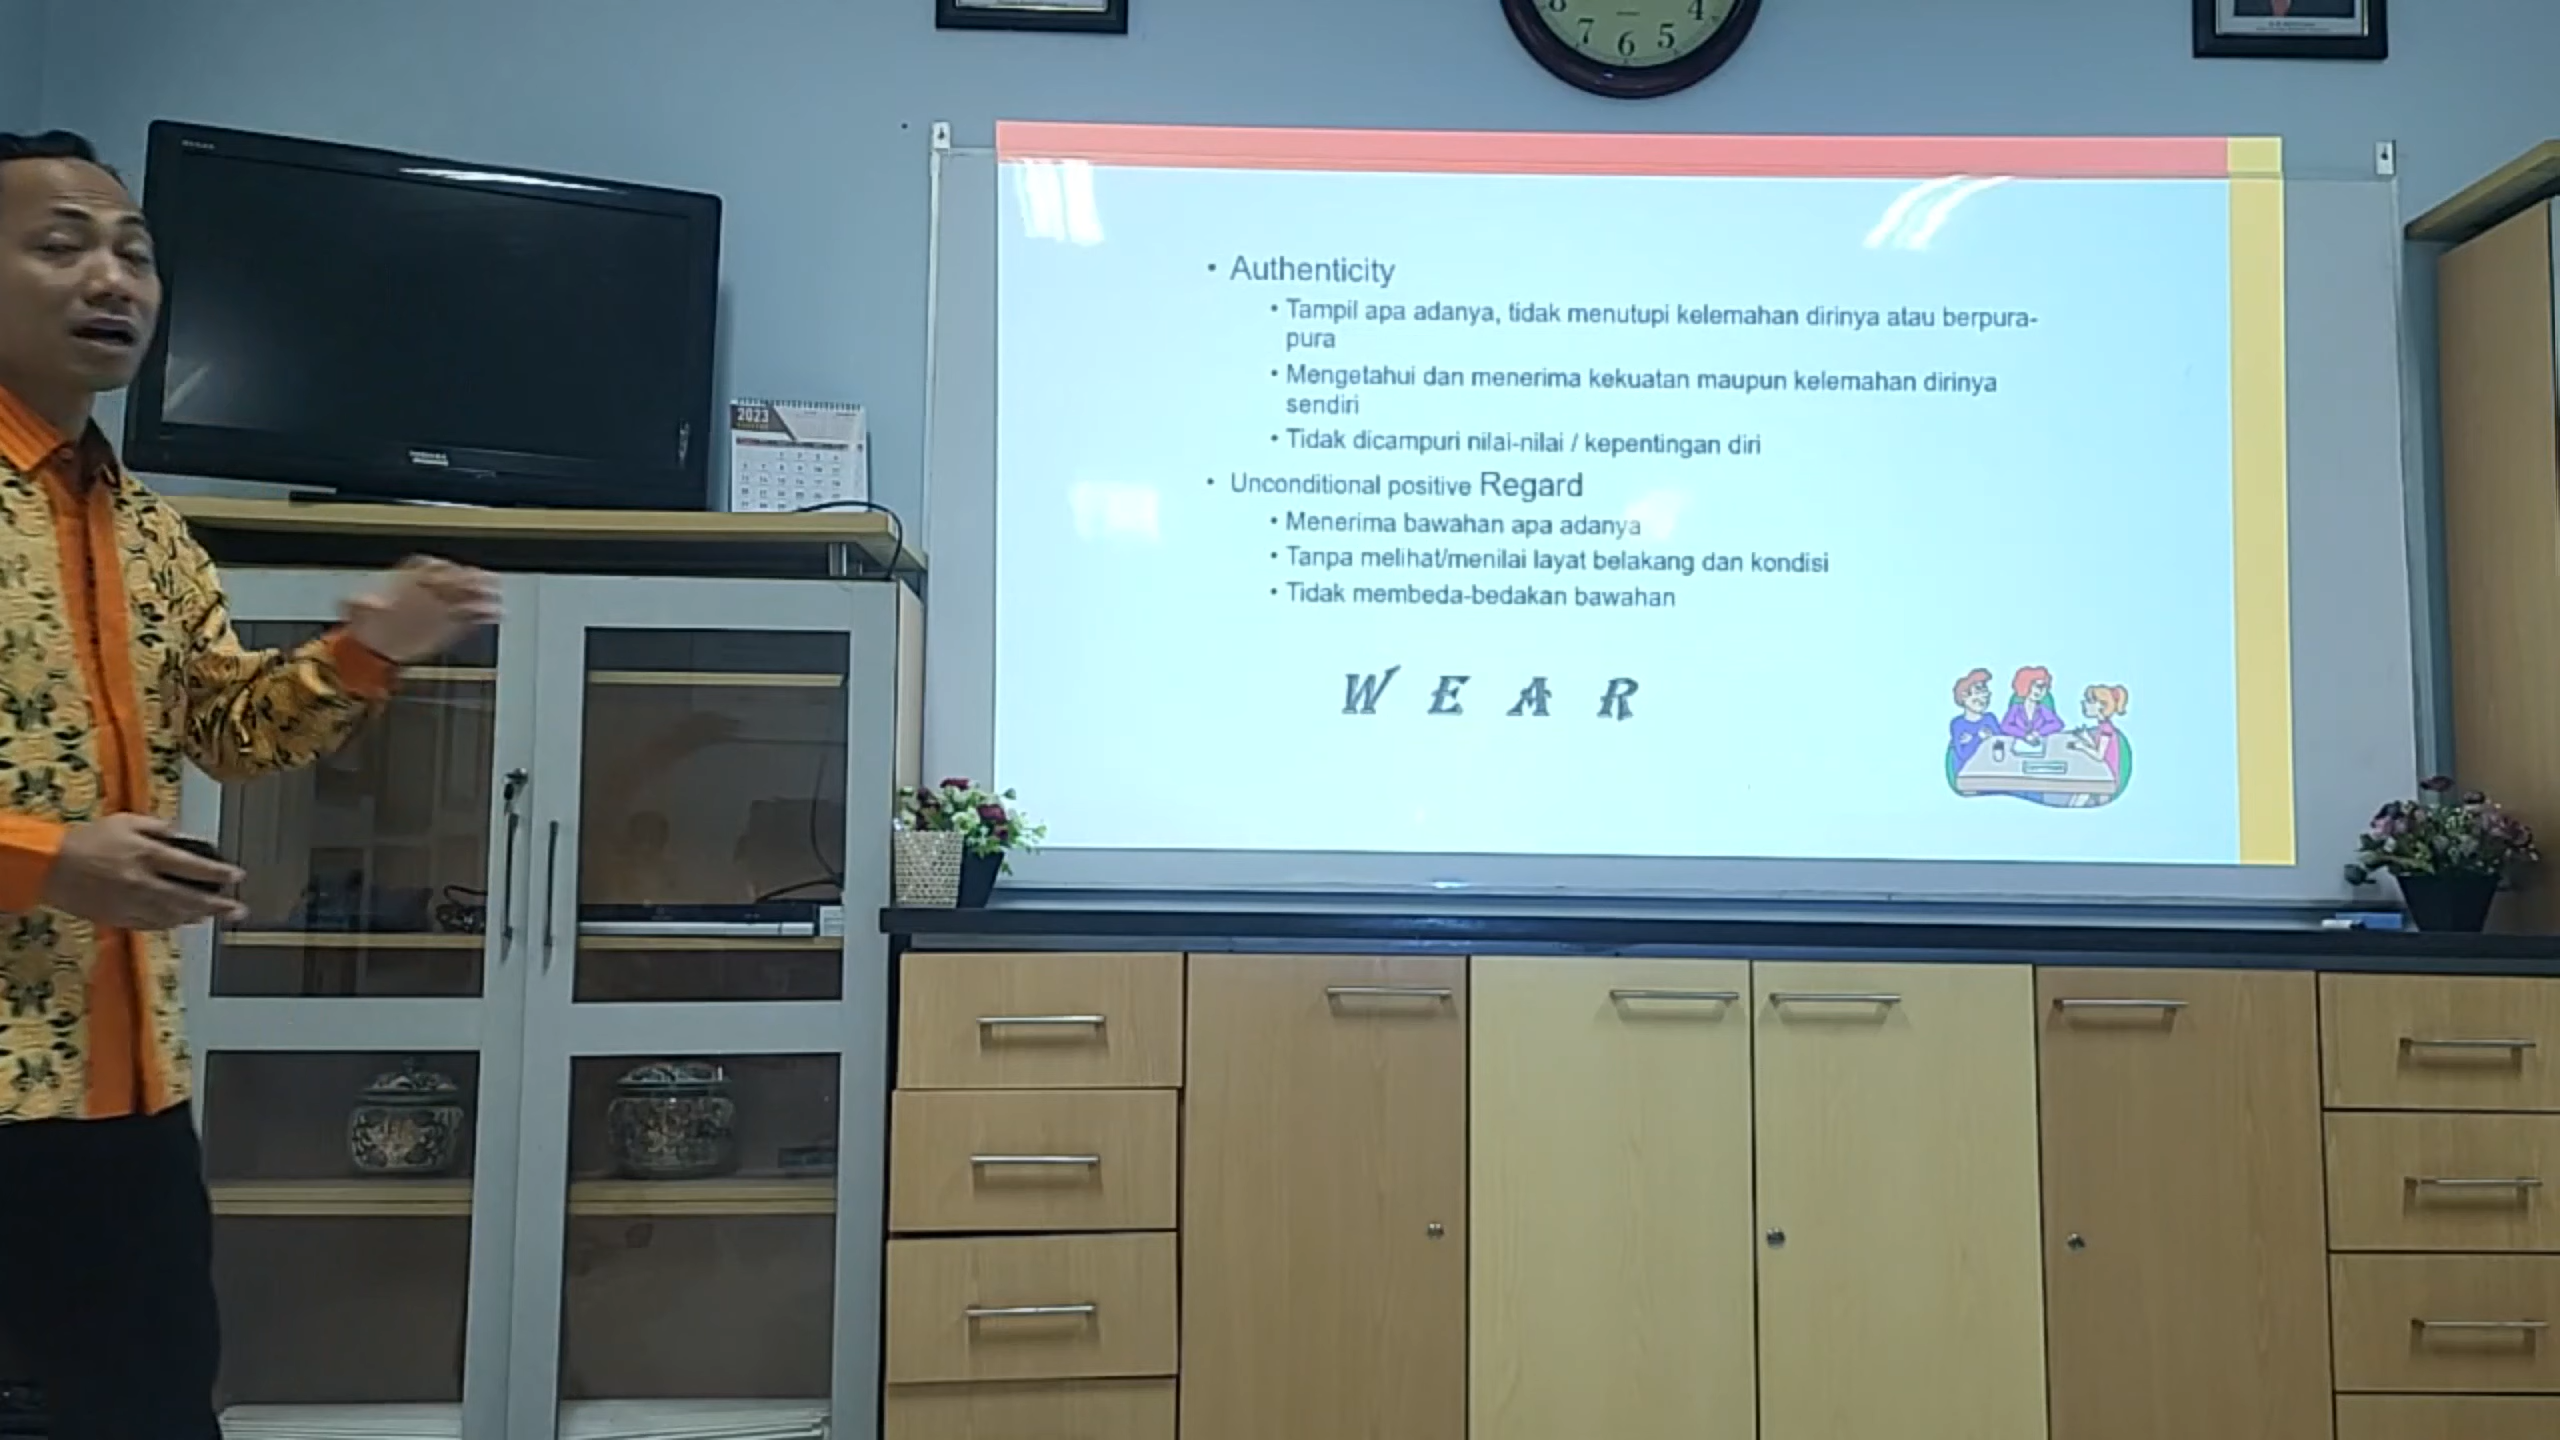 8 7 6 5 4
2023
• Authenticity
• Tampil apa adanya, tidak menutupi kelemahan dirinya atau berpura-
pura
• Mengetahui dan menerima kekuatan maupun kelemahan dirinya
sendiri
• Tidak dicampuri nilai-nilai / kepentingan diri
• Unconditional positive Regard
• Menerima bawahan apa adanya
• Tanpa melihat/menilai layat belakang dan kondisi
• Tidak membeda-bedakan bawahan
W E A R